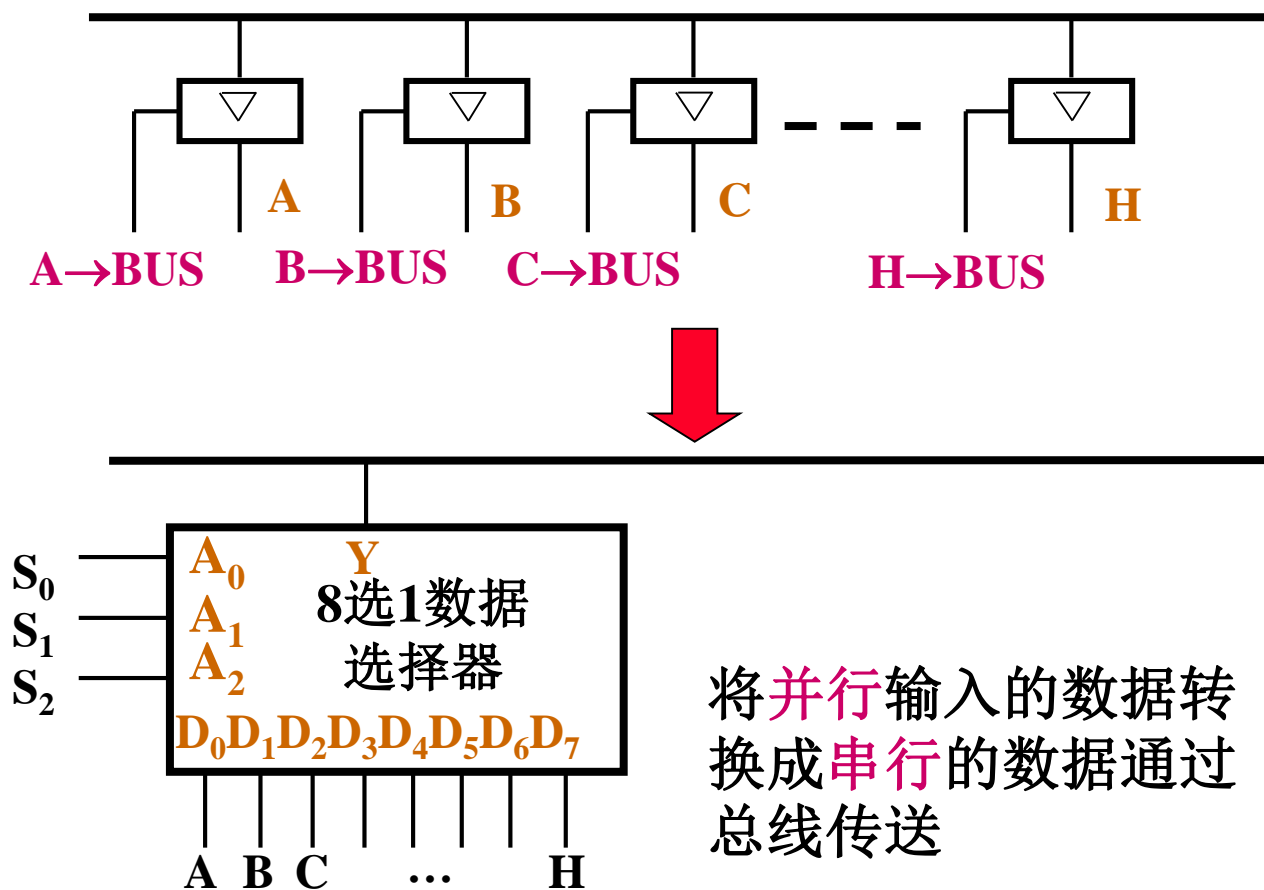 A B C H
A→BUS B→BUS C→BUS H→BUS
S₀ A₀ Y
8选1数据
S₁ A₁
选择器
S₂ A₂
D₀D₁D₂D₃D₄D₅D₆D₇
A B C … H
将并行输入的数据转
换成串行的数据通过
总线传送